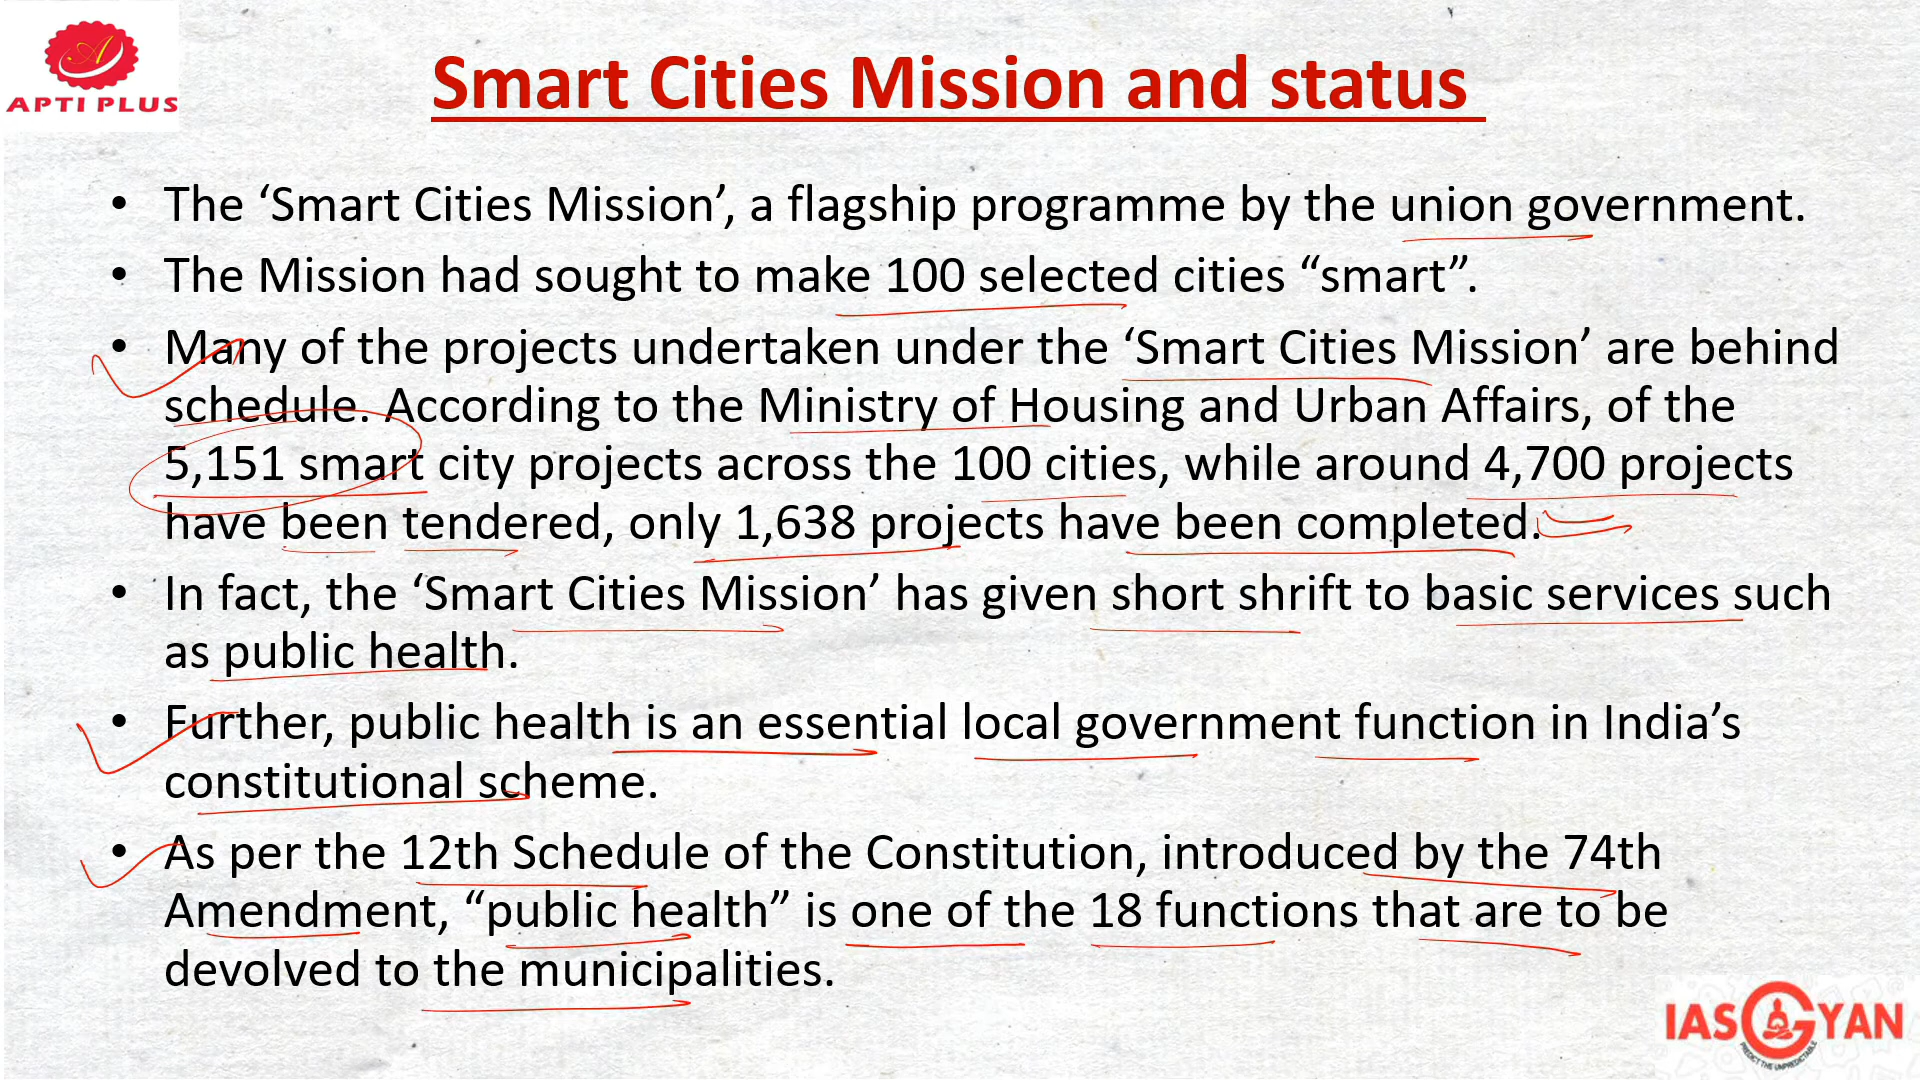 APTI PLUS
Smart Cities Mission and status
• The ‘Smart Cities Mission’, a flagship programme by the union government.
• The Mission had sought to make 100 selected cities “smart”.
• Many of the projects undertaken under the ‘Smart Cities Mission’ are behind
schedule. According to the Ministry of Housing and Urban Affairs, of the
5,151 smart city projects across the 100 cities, while around 4,700 projects
have been tendered, only 1,638 projects have been completed.
• In fact, the ‘Smart Cities Mission’ has given short shrift to basic services such
as public health.
• Further, public health is an essential local government function in India’s
constitutional scheme.
• As per the 12th Schedule of the Constitution, introduced by the 74th
Amendment, “public health” is one of the 18 functions that are to be
devolved to the municipalities.
IAS GYAN
PREDICT THE UNPREDICTABLE